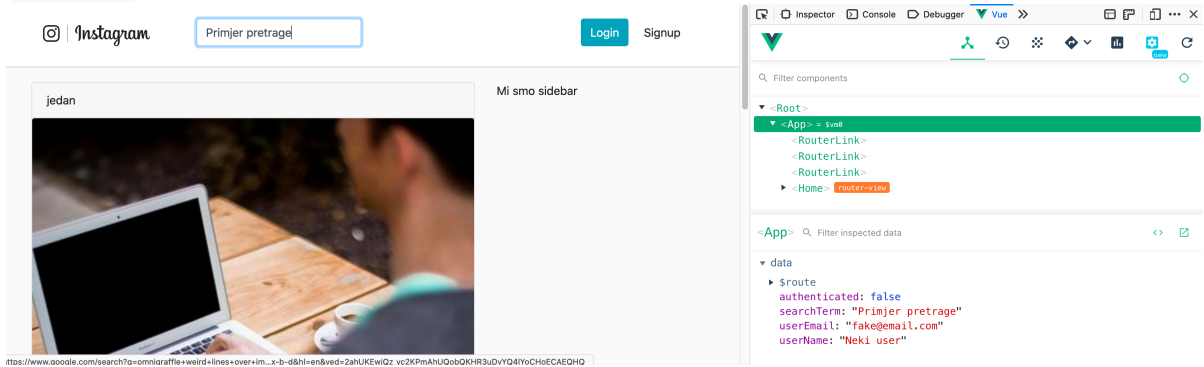 Instagram
Primjer pretrage
Login
Signup
jedan
Mi smo sidebar
Inspector
Console
Debugger
Vue
new
Filter components
<Root>
<App> = $vm0
<RouterLink>
<RouterLink>
<RouterLink>
<Home> router-view
<App>
Filter inspected data
data
$route
authenticated: false
searchTerm: "Primjer pretrage"
userEmail: "fake@email.com"
userName: "Neki user"